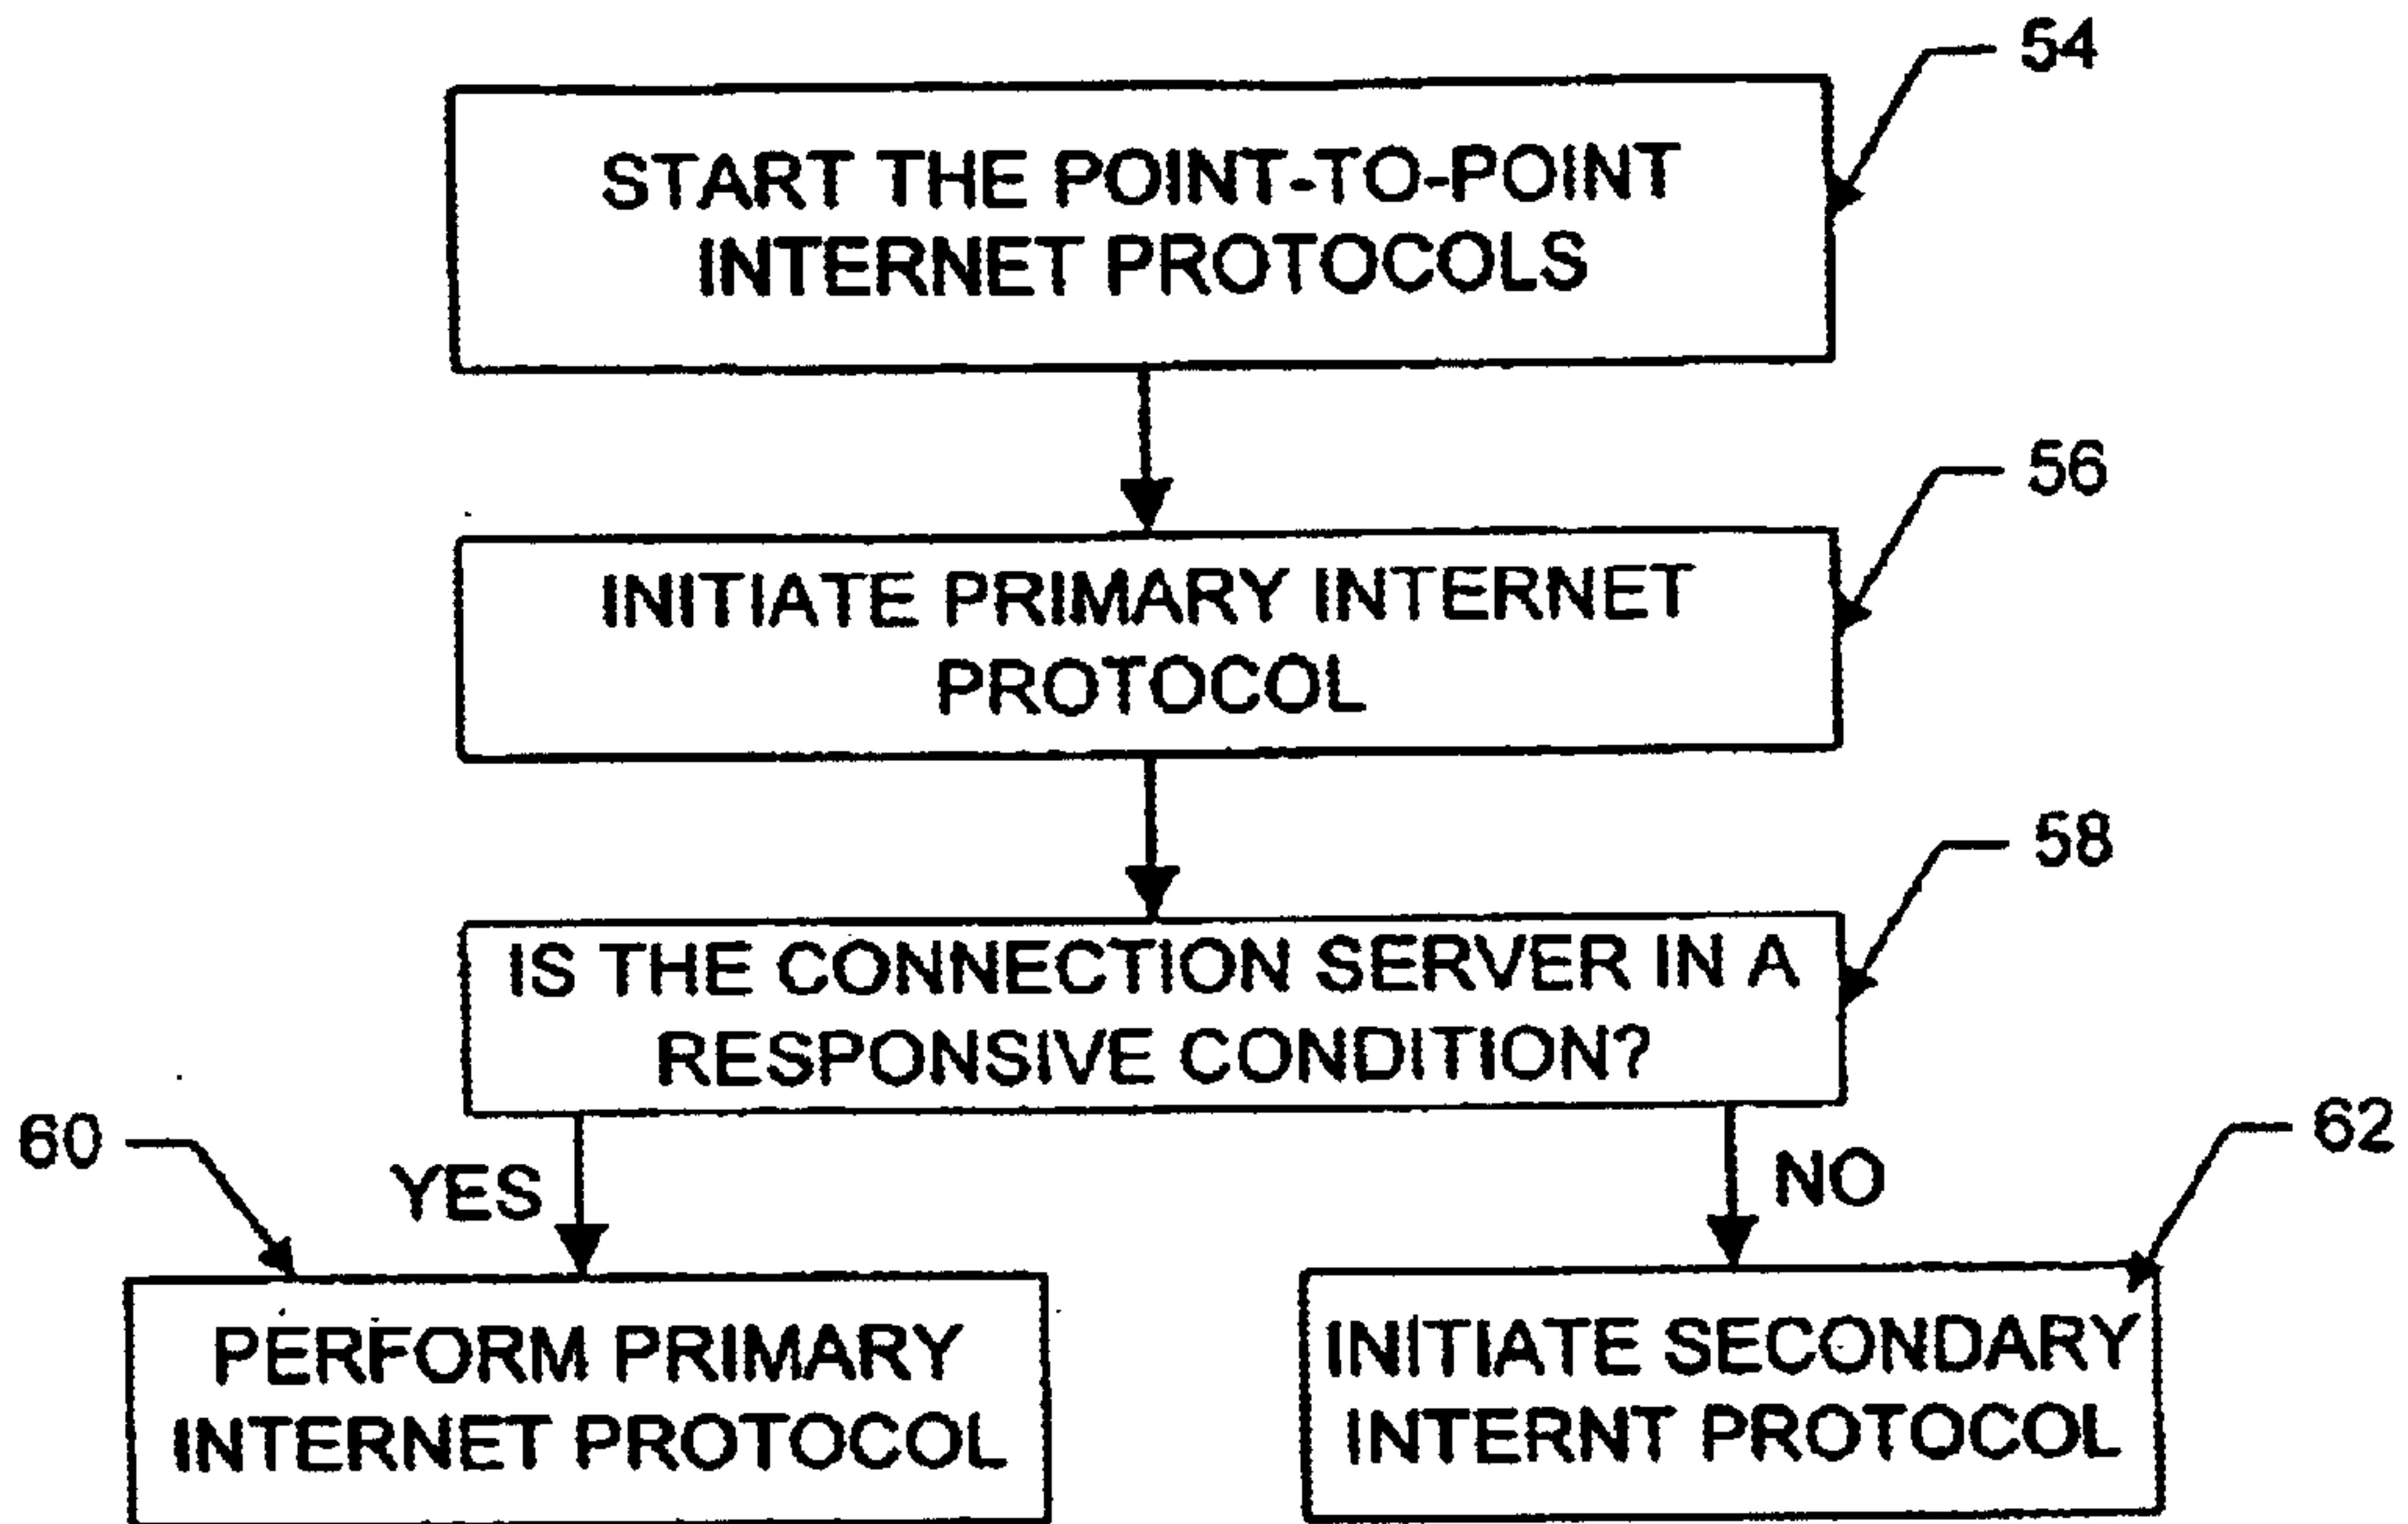 54
START THE POINT-TO-POINT
INTERNET PROTOCOLS
56
INITIATE PRIMARY INTERNET
PROTOCOL
58
IS THE CONNECTION SERVER IN A
RESPONSIVE CONDITION?
60
YES
NO
62
PERFORM PRIMARY
INTERNET PROTOCOL
INITIATE SECONDARY
INTERNT PROTOCOL